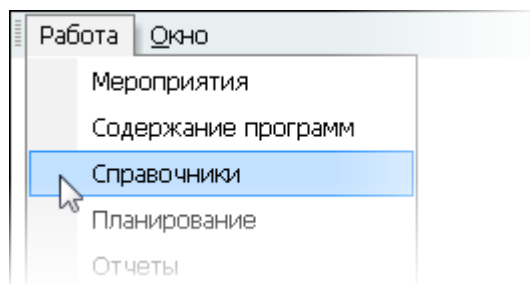 Работа Окно
Мероприятия
Содержание программ
Справочники
Планирование
Отчеты